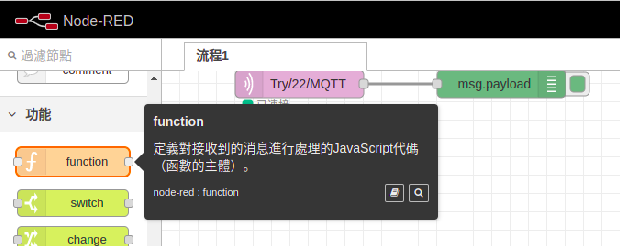 Node-RED
過濾節點
流程1
comment
Try/22/MQTT
msg.payload
已連接
功能
function
定義對接收到的消息進行處理的JavaScript代碼
（函數的主體）。
node-red : function
function
switch
change